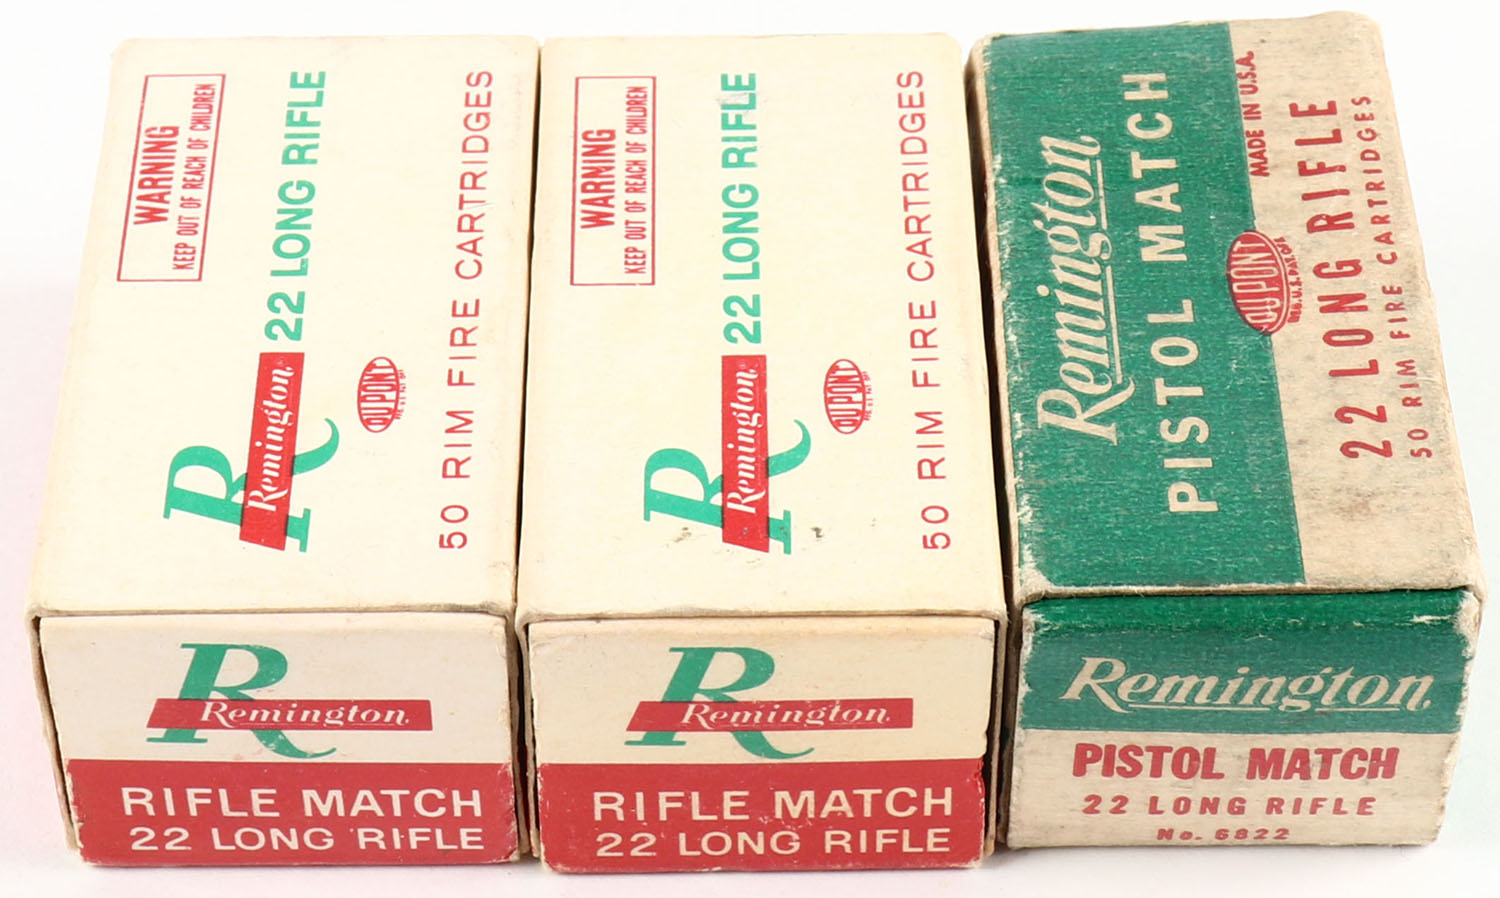 WARNING
KEEP OUT OF REACH OF CHILDREN
Remington
22 LONG RIFLE
DUPONT
50 RIM FIRE CARTRIDGES
Remington
RIFLE MATCH
22 LONG RIFLE
WARNING
KEEP OUT OF REACH OF CHILDREN
Remington
22 LONG RIFLE
DUPONT
50 RIM FIRE CARTRIDGES
Remington
RIFLE MATCH
22 LONG RIFLE
Remington
PISTOL MATCH
MADE IN U.S.A.
DUPONT
REG. U.S. PAT. OFF.
22 LONG RIFLE
50 RIM FIRE CARTRIDGES
Remington
PISTOL MATCH
22 LONG RIFLE
No. 6822